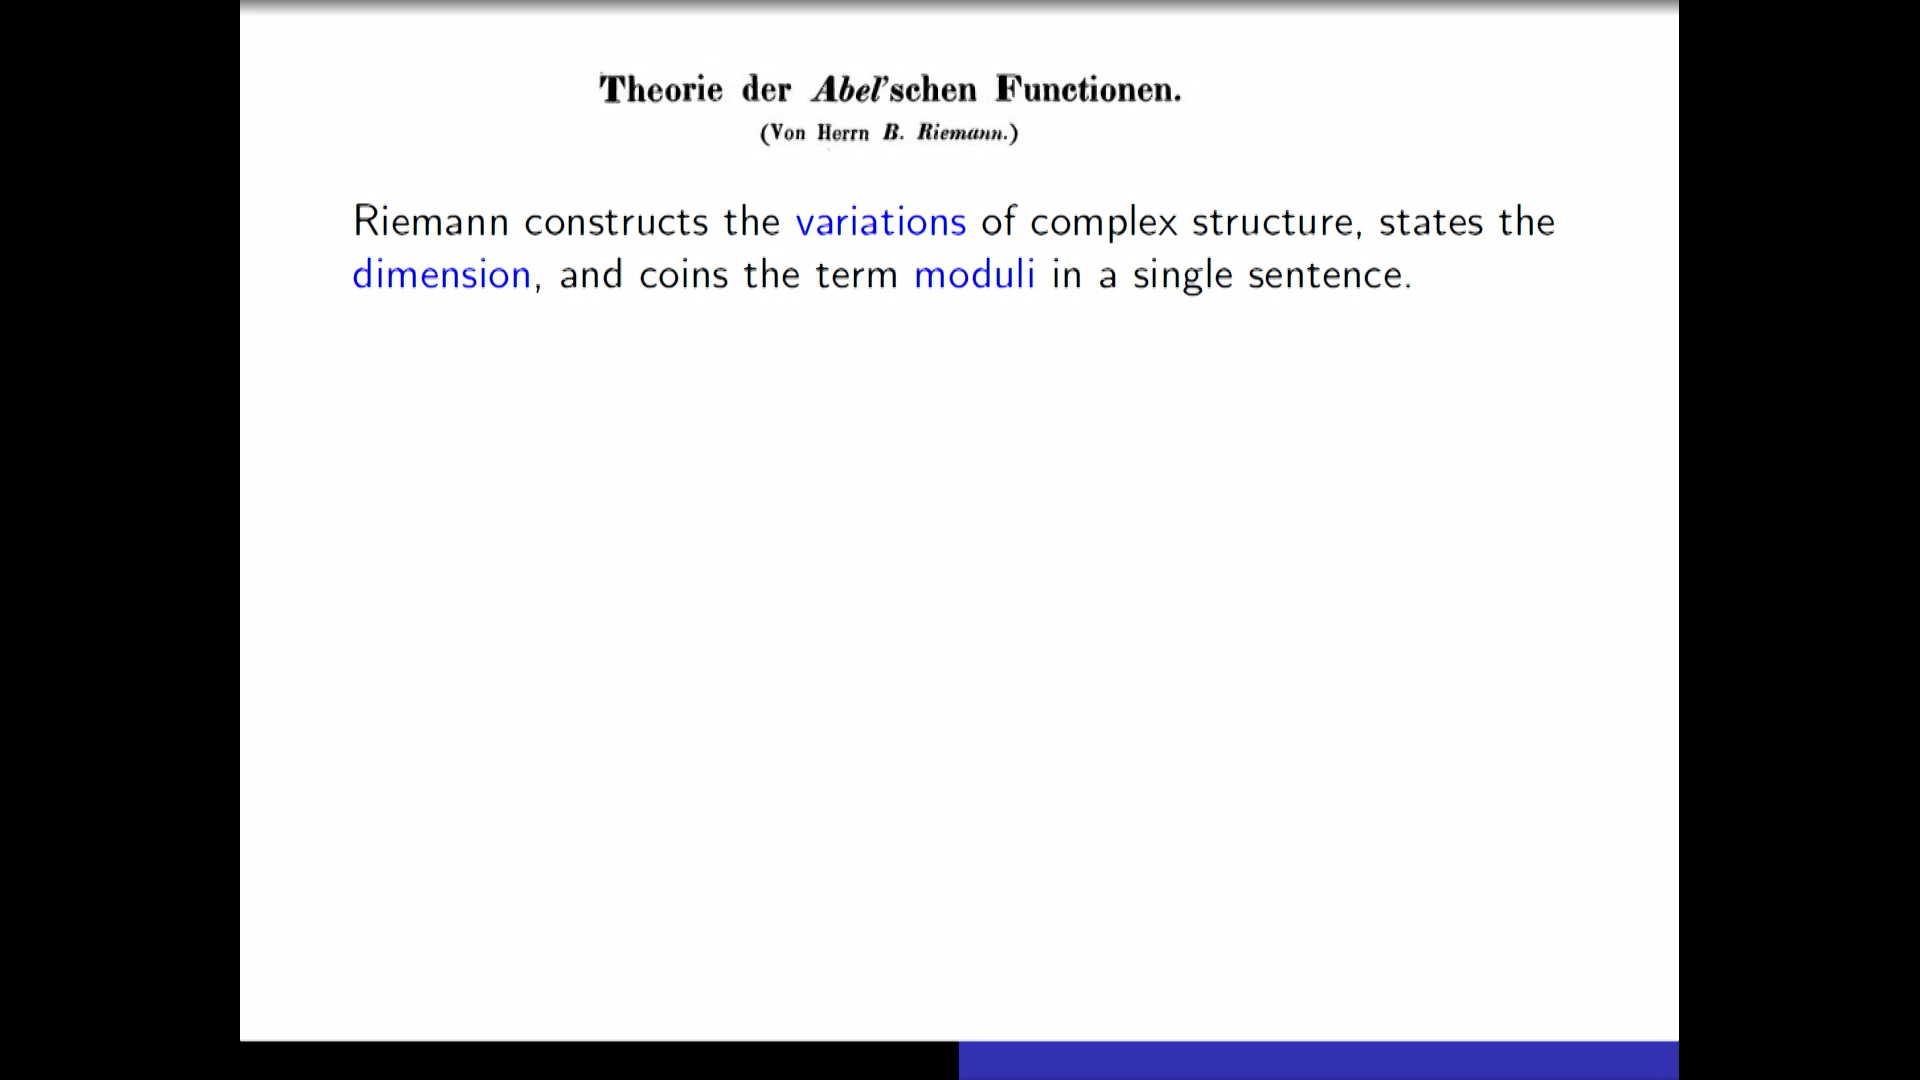 Theorie der Abel'schen Functionen.
(Von Herrn B. Riemann.)
Riemann constructs the variations of complex structure, states the
dimension, and coins the term moduli in a single sentence.